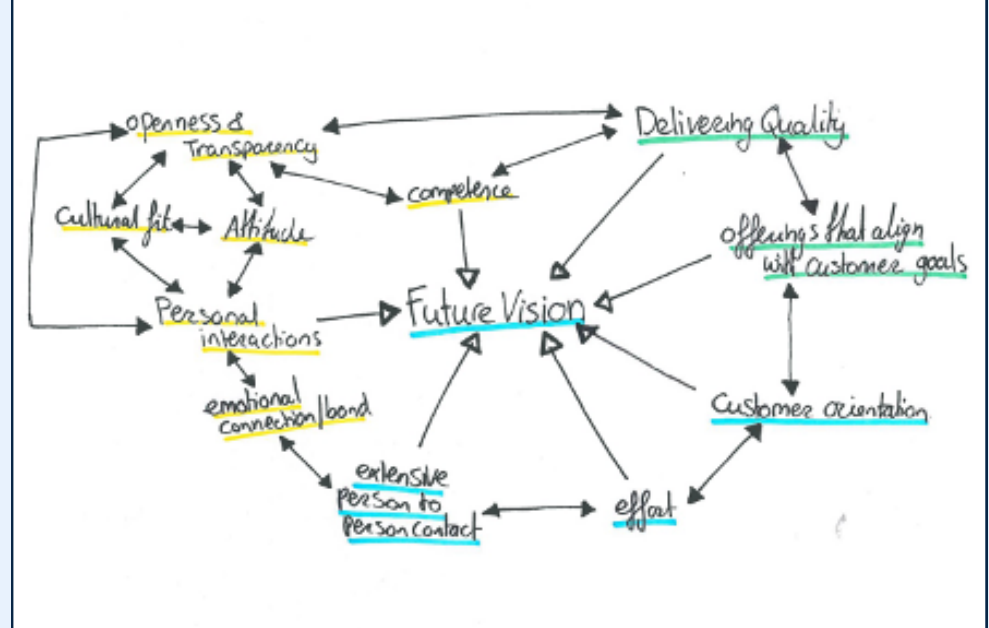 openness &
Transparency
Delivering Quality
competence
Cultural fit
Attitude
offerings that align
with customer goals
Personal
interactions
Future Vision
emotional
connection/bond
Customer orientation
extensive
person to
person contact
effort